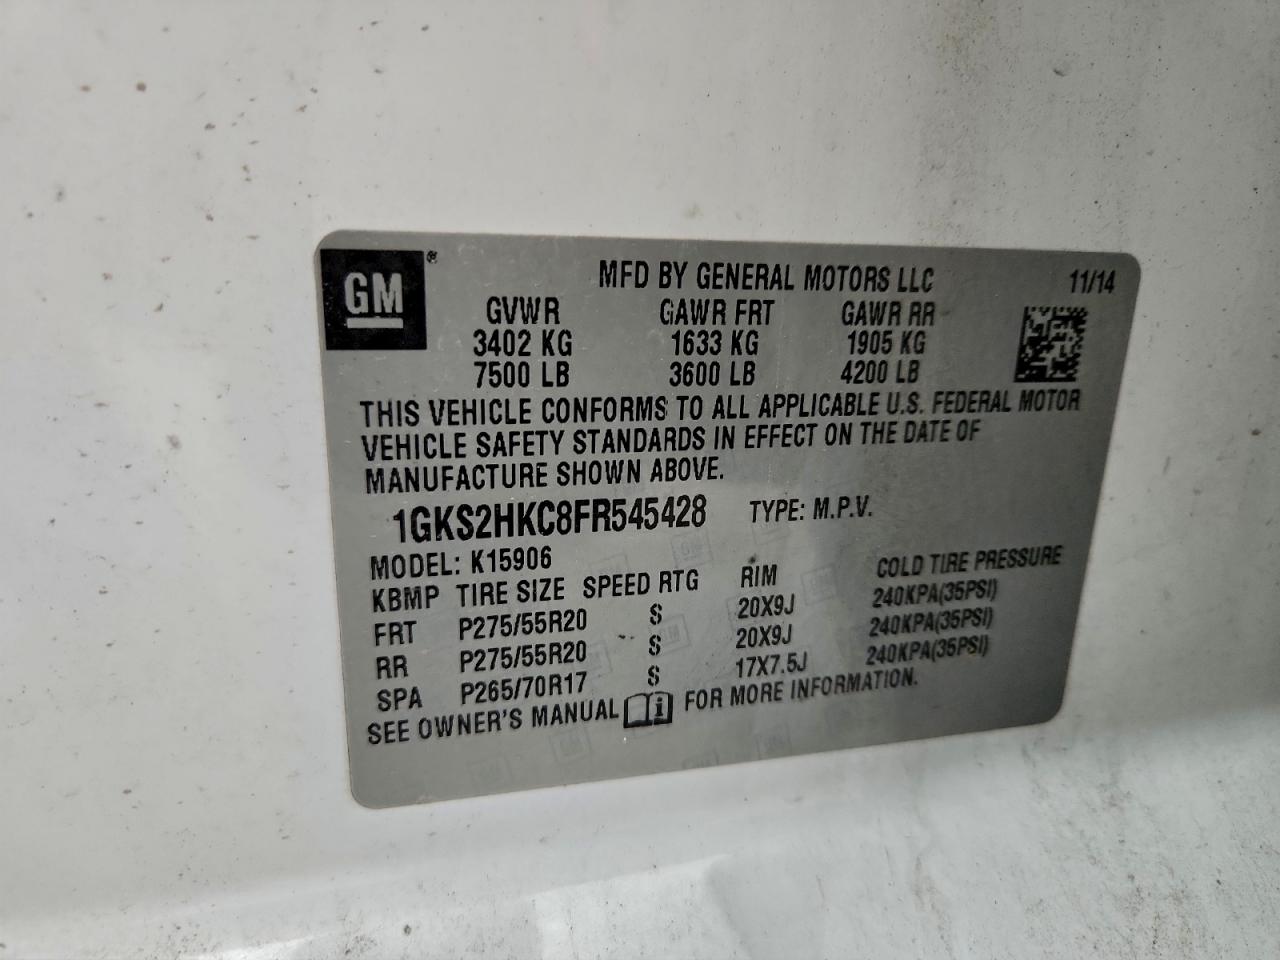 GM ® MFD BY GENERAL MOTORS LLC 11/14
GVWR GAWR FRT GAWR RR
3402 KG 1633 KG 1905 KG
7500 LB 3600 LB 4200 LB
THIS VEHICLE CONFORMS TO ALL APPLICABLE U.S. FEDERAL MOTOR
VEHICLE SAFETY STANDARDS IN EFFECT ON THE DATE OF
MANUFACTURE SHOWN ABOVE.
1GKS2HKC8FR545428 TYPE: M.P.V.
MODEL: K15906
KBMP TIRE SIZE SPEED RTG RIM COLD TIRE PRESSURE
FRT P275/55R20 S 20X9J 240KPA(35PSI)
RR P275/55R20 S 20X9J 240KPA(35PSI)
SPA P265/70R17 S 17X7.5J 240KPA(35PSI)
SEE OWNER'S MANUAL i FOR MORE INFORMATION.